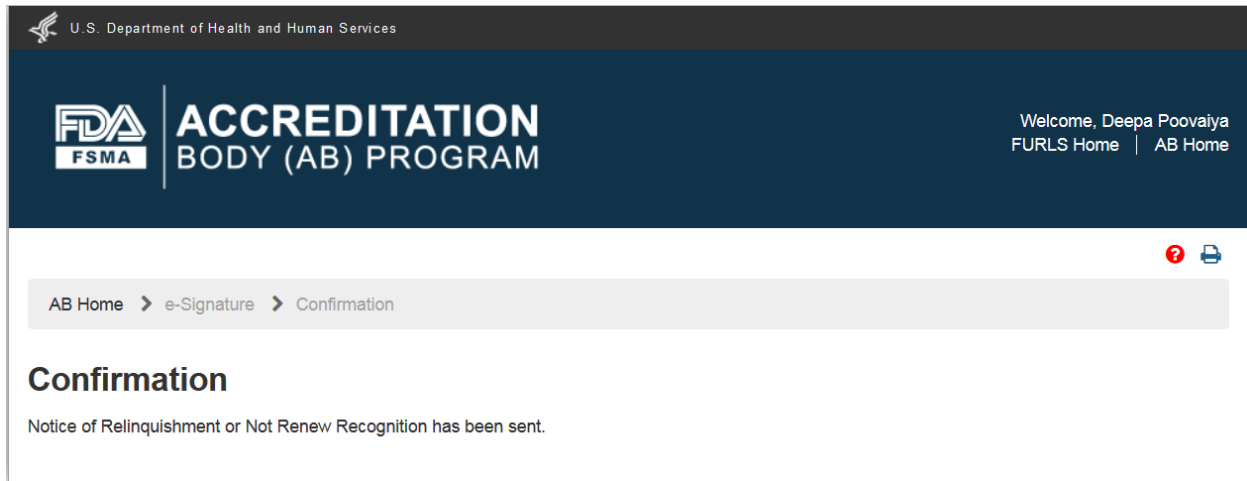 U.S. Department of Health and Human Services
FDA
FSMA
ACCREDITATION
BODY (AB) PROGRAM
Welcome, Deepa Poovaiya
FURLS Home | AB Home
?
AB Home > e-Signature > Confirmation
Confirmation
Notice of Relinquishment or Not Renew Recognition has been sent.